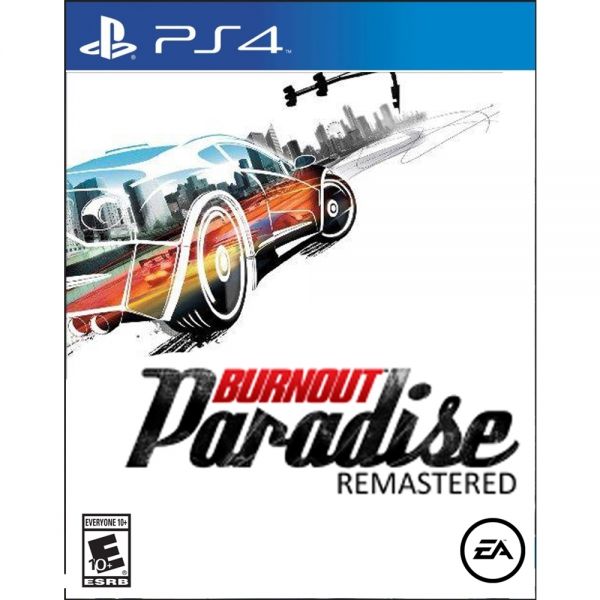 PS4
BURNOUT
Paradise
REMASTERED
EVERYONE 10+
E
10+
ESRB
EA